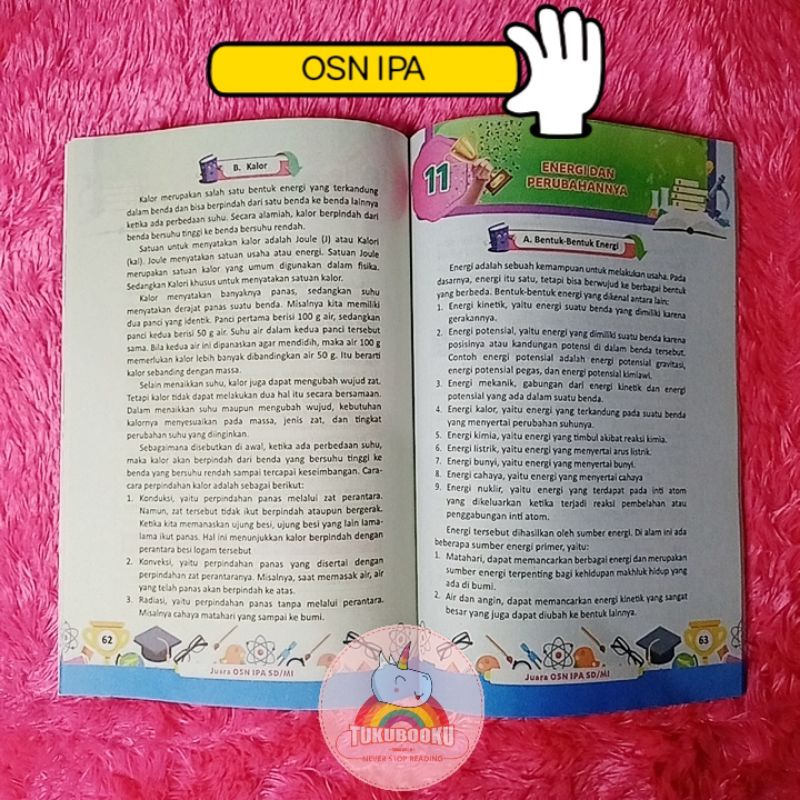 OSN IPA
B. Kalor
Kalor merupakan salah satu bentuk energi yang terkandung
dalam benda dan bisa berpindah dari satu benda ke benda lainnya
ketika ada perbedaan suhu. Secara alamiah, kalor berpindah dari
benda bersuhu tinggi ke benda bersuhu rendah.
Satuan untuk menyatakan kalor adalah Joule (J) atau Kalori
(kal). Joule menyatakan satuan usaha atau energi. Satuan Joule
merupakan satuan kalor yang umum digunakan dalam fisika.
Sedangkan Kalori khusus untuk menyatakan satuan kalor.
Kalor menyatakan banyaknya panas, sedangkan suhu
menyatakan derajat panas suatu benda. Misalnya kita memiliki
dua panci yang identik. Panci pertama berisi 100 g air, sedangkan
panci kedua berisi 50 g air. Suhu air dalam kedua panci tersebut
sama. Bila kedua air ini dipanaskan agar mendidih, maka air 100 g
memerlukan kalor lebih banyak dibandingkan air 50 g. Itu berarti
kalor sebanding dengan massa.
Selain menaikkan suhu, kalor juga dapat mengubah wujud zat.
Tetapi kalor tidak dapat melakukan dua hal itu secara bersamaan.
Dalam menaikkan suhu maupun mengubah wujud, kebutuhan
kalornya menyesuaikan pada massa, jenis zat, dan tingkat
perubahan suhu yang diinginkan.
Sebagaimana disebutkan di awal, ketika ada perbedaan suhu,
maka kalor akan berpindah dari benda yang bersuhu tinggi ke
benda yang bersuhu rendah sampai tercapai keseimbangan. Cara-
cara perpindahan kalor adalah sebagai berikut:
1. Konduksi, yaitu perpindahan panas melalui zat perantara.
Namun, zat tersebut tidak ikut berpindah ataupun bergerak.
Ketika kita memanaskan ujung besi, ujung besi yang lain lama-
lama ikut panas. Hal ini menunjukkan kalor berpindah dengan
perantara besi logam tersebut
2. Konveksi, yaitu perpindahan panas yang disertai dengan
perpindahan zat perantaranya. Misalnya, saat memasak air, air
yang telah panas akan berpindah ke atas.
3. Radiasi, yaitu perpindahan panas tanpa melalui perantara.
Misalnya cahaya matahari yang sampai ke bumi.
62
Juara OSN IPA SD/MI
11
ENERGI DAN
PERUBAHANNYA
A. Bentuk-Bentuk Energi
Energi adalah sebuah kemampuan untuk melakukan usaha. Pada
dasarnya, energi itu satu, tetapi bisa berwujud ke berbagai bentuk
yang berbeda. Bentuk-bentuk energi yang dikenal antara lain:
1. Energi kinetik, yaitu energi suatu benda yang dimiliki karena
gerakannya.
2. Energi potensial, yaitu energi yang dimiliki suatu benda karena
posisinya atau kandungan potensi di dalam benda tersebut.
Contoh energi potensial adalah energi potensial gravitasi,
energi potensial pegas, dan energi potensial kimiawi.
3. Energi mekanik, gabungan dari energi kinetik dan energi
potensial yang ada dalam suatu benda.
4. Energi kalor, yaitu energi yang terkandung pada suatu benda
yang menyertai perubahan suhunya.
5. Energi kimia, yaitu energi yang timbul akibat reaksi kimia.
6. Energi listrik, yaitu energi yang menyertai arus listrik
7. Energi bunyi, yaitu energi yang menyertai bunyi.
8. Energi cahaya, yaitu energi yang menyertai cahaya
9. Energi nuklir, yaitu energi yang terdapat pada inti atom
yang dikeluarkan ketika terjadi reaksi pembelahan atau
penggabungan inti atom.
Energi tersebut dihasilkan oleh sumber energi. Di alam ini ada
beberapa sumber energi primer, yaitu:
1. Matahari, dapat memancarkan berbagai energi dan merupakan
sumber energi terpenting bagi kehidupan makhluk hidup yang
ada di bumi.
2. Air dan angin, dapat memancarkan energi kinetik yang sangat
besar yang juga dapat diubah ke bentuk lainnya.
63
Juara OSN IPA SD/MI
TUKUBOOKU
NEVER STOP READING